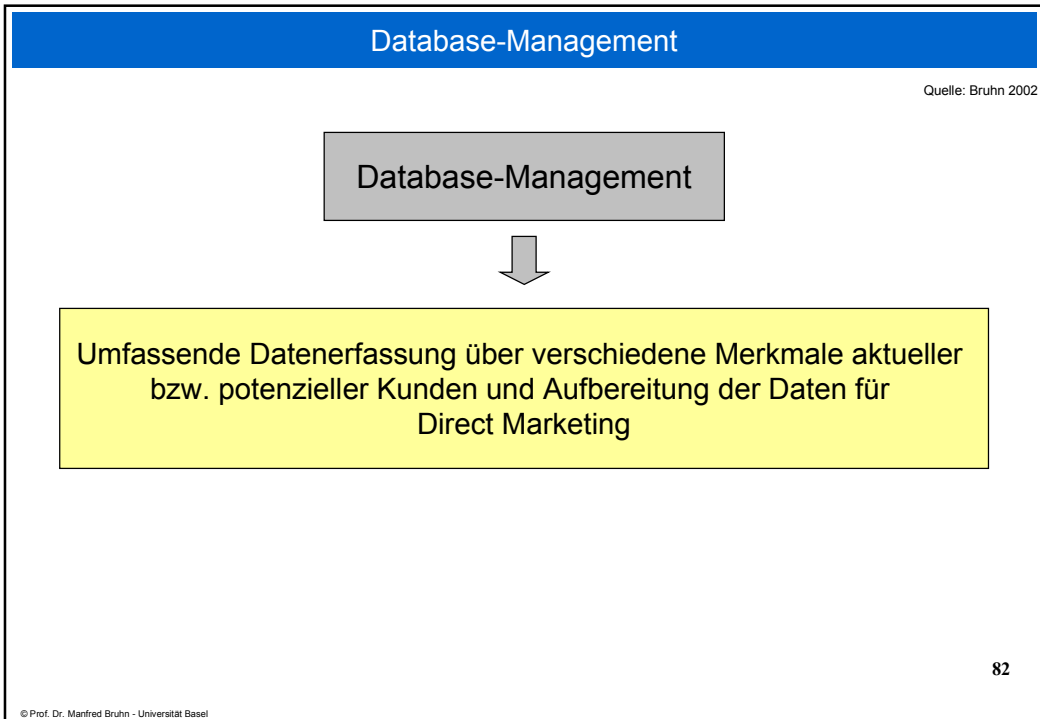 Database-Management
Quelle: Bruhn 2002
Database-Management
Umfassende Datenerfassung über verschiedene Merkmale aktueller
bzw. potenzieller Kunden und Aufbereitung der Daten für
Direct Marketing
82
© Prof. Dr. Manfred Bruhn - Universität Basel